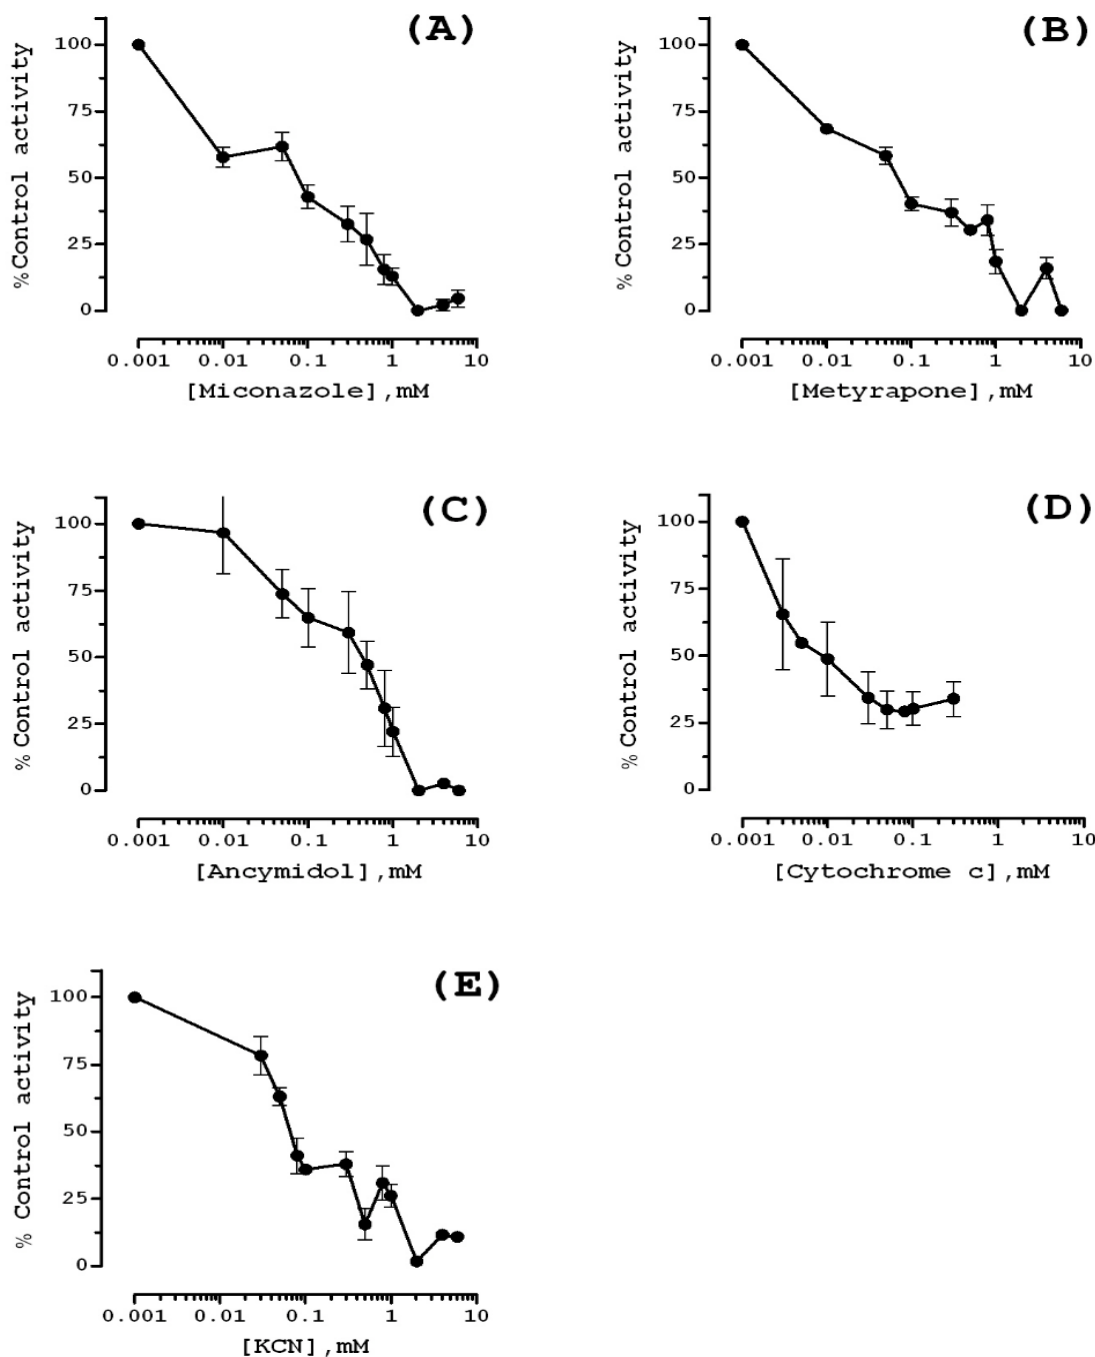 (A)
% Control activity
100
75
50
25
0
0.001 0.01 0.1 1 10
[Miconazole],mM
(B)
% Control activity
100
75
50
25
0
0.001 0.01 0.1 1 10
[Metyrapone],mM
(C)
% Control activity
100
75
50
25
0
0.001 0.01 0.1 1 10
[Ancymidol],mM
(D)
% Control activity
100
75
50
25
0
0.001 0.01 0.1 1 10
[Cytochrome c],mM
(E)
% Control activity
100
75
50
25
0
0.001 0.01 0.1 1 10
[KCN],mM